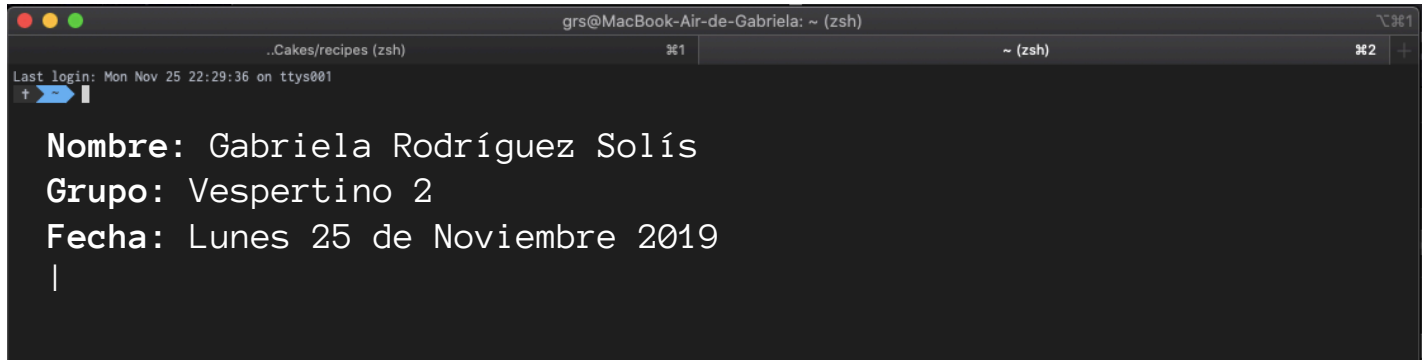 grs@MacBook-Air-de-Gabriela: ~ (zsh) ⌥⌘1
..Cakes/recipes (zsh) ⌘1 ~ (zsh) ⌘2 +
Last login: Mon Nov 25 22:29:36 on ttys001
† ~
Nombre: Gabriela Rodríguez Solís
Grupo: Vespertino 2
Fecha: Lunes 25 de Noviembre 2019
|